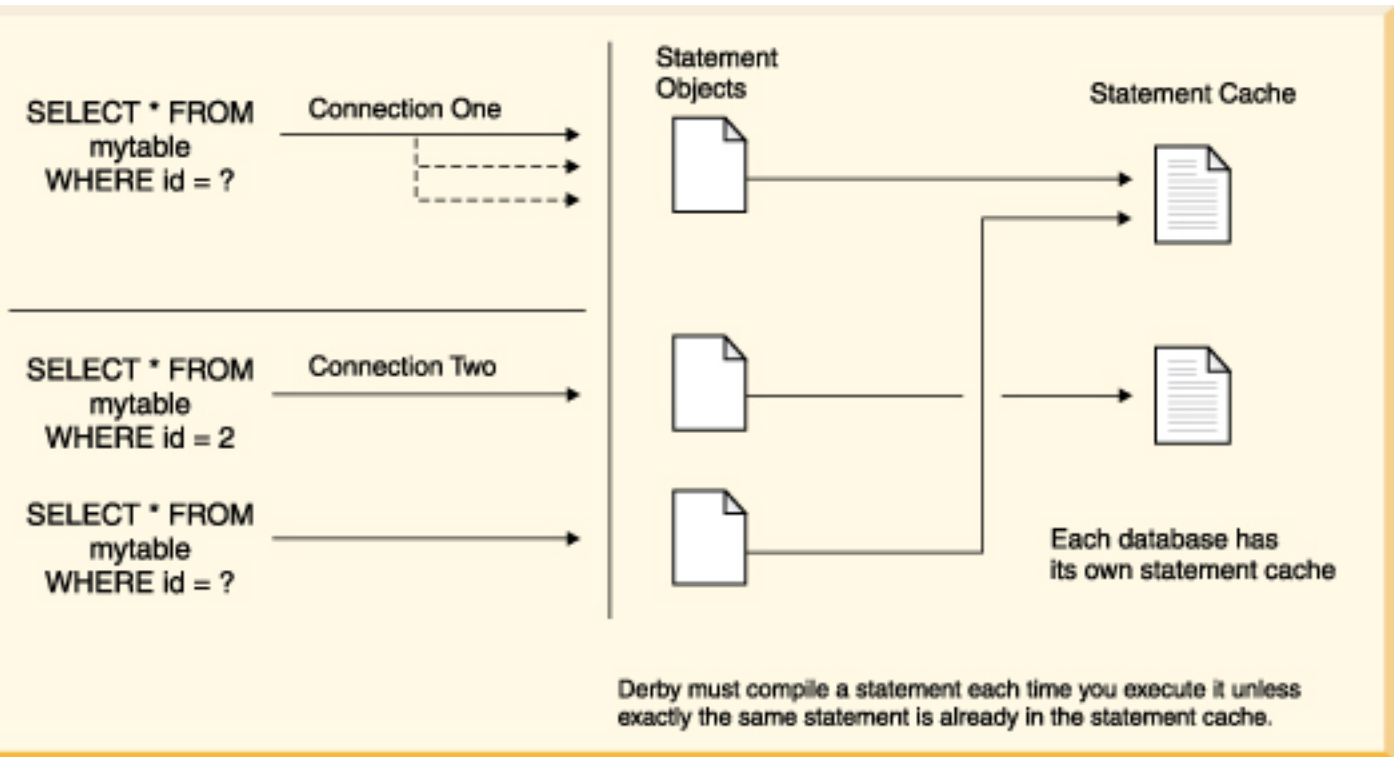 SELECT * FROM
mytable
WHERE id = ?
Connection One
Statement
Objects
Statement Cache
SELECT * FROM
mytable
WHERE id = 2
Connection Two
SELECT * FROM
mytable
WHERE id = ?
Each database has
its own statement cache
Derby must compile a statement each time you execute it unless
exactly the same statement is already in the statement cache.